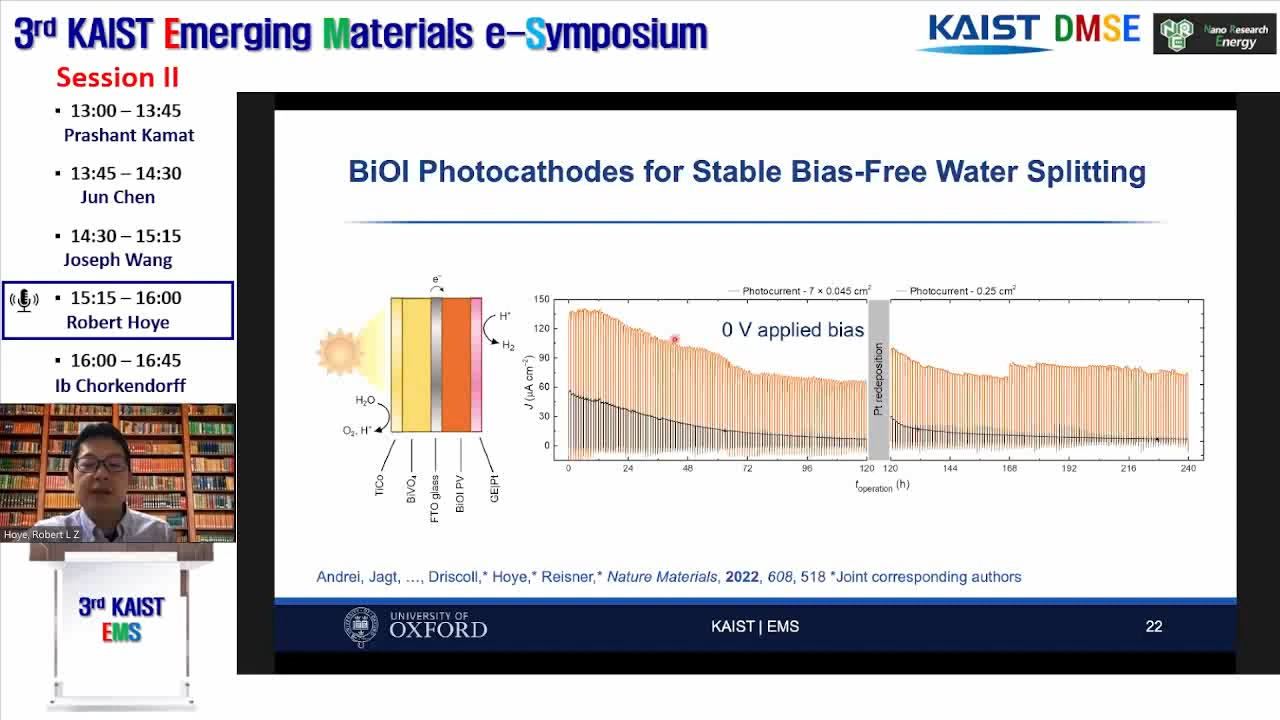 3rd KAIST Emerging Materials e-Symposium
KAIST DMSE
NRE
Nano Research
Energy
Session II
▪ 13:00 – 13:45
Prashant Kamat
▪ 13:45 – 14:30
Jun Chen
▪ 14:30 – 15:15
Joseph Wang
▪ 15:15 – 16:00
Robert Hoye
▪ 16:00 – 16:45
Ib Chorkendorff
Hoye, Robert L Z
3rd KAIST
EMS
BiOI Photocathodes for Stable Bias-Free Water Splitting
e-
H+
H2
H2O
O2, H+
TiCo
BiVO4
FTO glass
BiOI PV
GE|Pt
Photocurrent - 7 × 0.045 cm2
Photocurrent - 0.25 cm2
0 V applied bias
Pt redeposition
J (µA cm-2)
150
120
90
60
30
0
0 24 48 72 96 120 120 144 168 192 216 240
toperation (h)
Andrei, Jagt, …, Driscoll,* Hoye,* Reisner,* Nature Materials, 2022, 608, 518 *Joint corresponding authors
UNIVERSITY OF
OXFORD
KAIST | EMS
22